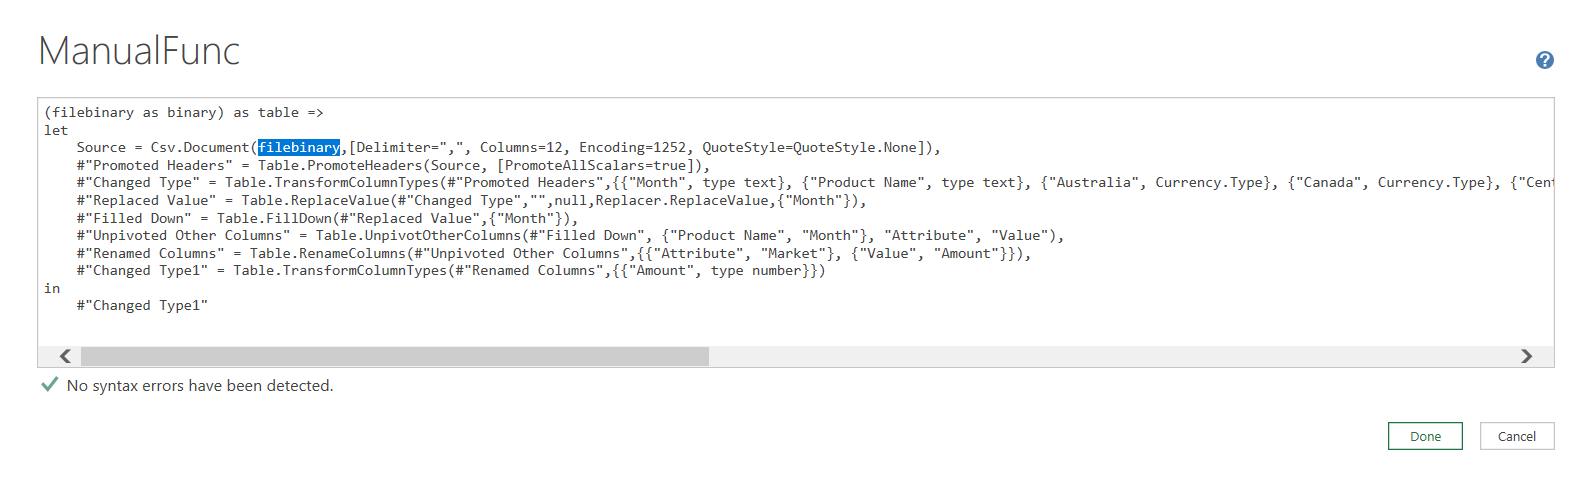 ManualFunc
?
(filebinary as binary) as table =>
let
    Source = Csv.Document(filebinary,[Delimiter=",", Columns=12, Encoding=1252, QuoteStyle=QuoteStyle.None]),
    #"Promoted Headers" = Table.PromoteHeaders(Source, [PromoteAllScalars=true]),
    #"Changed Type" = Table.TransformColumnTypes(#"Promoted Headers",{{"Month", type text}, {"Product Name", type text}, {"Australia", Currency.Type}, {"Canada", Currency.Type}, {"Cent
    #"Replaced Value" = Table.ReplaceValue(#"Changed Type","",null,Replacer.ReplaceValue,{"Month"}),
    #"Filled Down" = Table.FillDown(#"Replaced Value",{"Month"}),
    #"Unpivoted Other Columns" = Table.UnpivotOtherColumns(#"Filled Down", {"Product Name", "Month"}, "Attribute", "Value"),
    #"Renamed Columns" = Table.RenameColumns(#"Unpivoted Other Columns",{{"Attribute", "Market"}, {"Value", "Amount"}}),
    #"Changed Type1" = Table.TransformColumnTypes(#"Renamed Columns",{{"Amount", type number}})
in
    #"Changed Type1"
No syntax errors have been detected.
Done Cancel